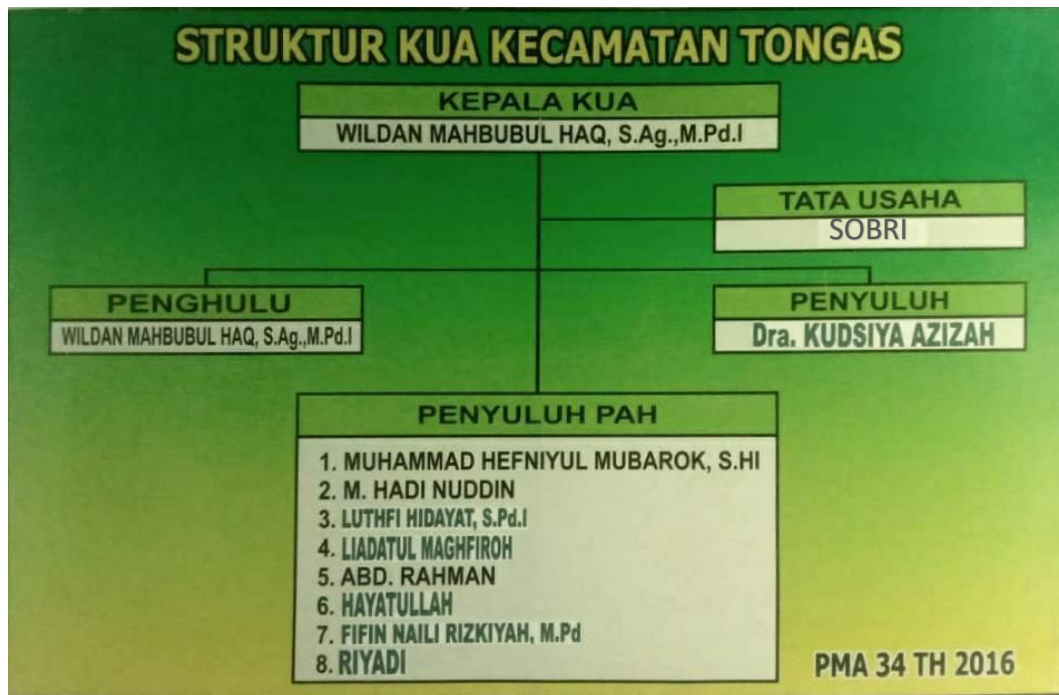 STRUKTUR KUA KECAMATAN TONGAS
KEPALA KUA
WILDAN MAHBUBUL HAQ, S.Ag.,M.Pd.I
TATA USAHA
SOBRI
PENGHULU
WILDAN MAHBUBUL HAQ, S.Ag.,M.Pd.I
PENYULUH
Dra. KUDSIYA AZIZAH
PENYULUH PAH
1. MUHAMMAD HEFNIYUL MUBAROK, S.HI
2. M. HADI NUDDIN
3. LUTHFI HIDAYAT, S.Pd.I
4. LIADATUL MAGHFIROH
5. ABD. RAHMAN
6. HAYATULLAH
7. FIFIN NAILI RIZKIYAH, M.Pd
8. RIYADI
PMA 34 TH 2016